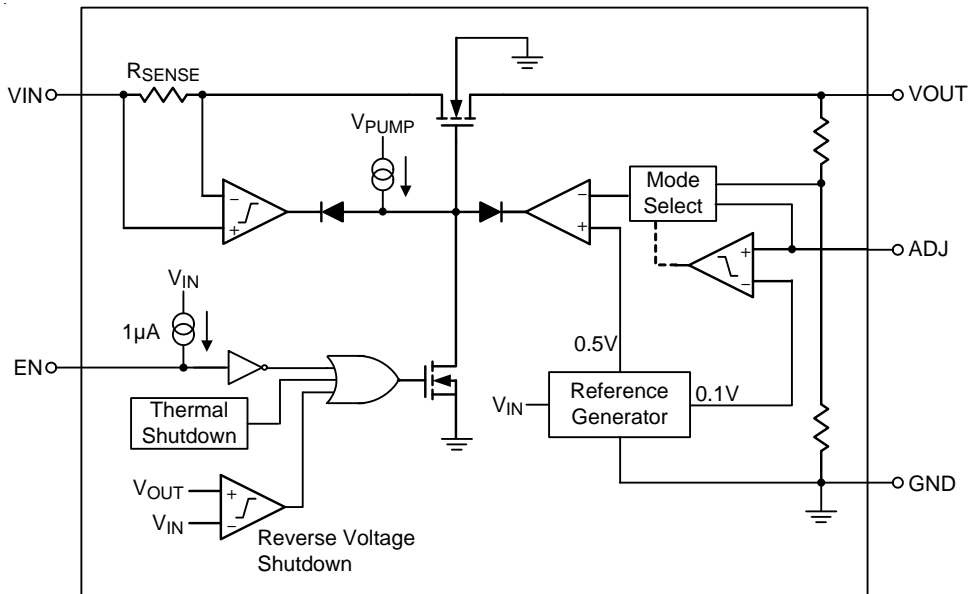 RSENSE
VIN
VOUT
VPUMP
Mode
Select
−
+
−
+
+
−
ADJ
VIN
1µA
EN
0.5V
Thermal
Shutdown
VIN
Reference
Generator
0.1V
VOUT
+
VIN
−
GND
Reverse Voltage
Shutdown